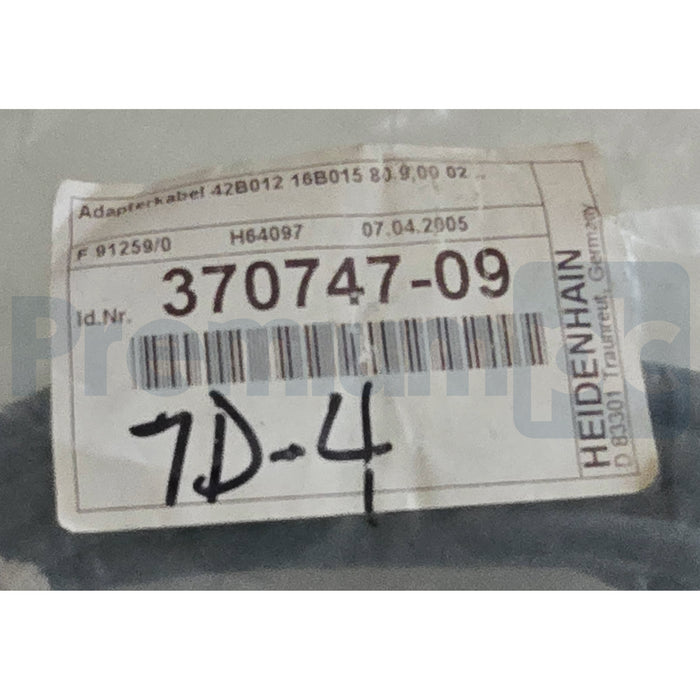 Adapterkabel 42B012 16B015 80.9,00 02 ..
F 91259/0 H64097 07.04.2005
Id.Nr. 370747-09
HEIDENHAIN
D 83301 Traunreut, Germany
7D-4
PremiumPLC